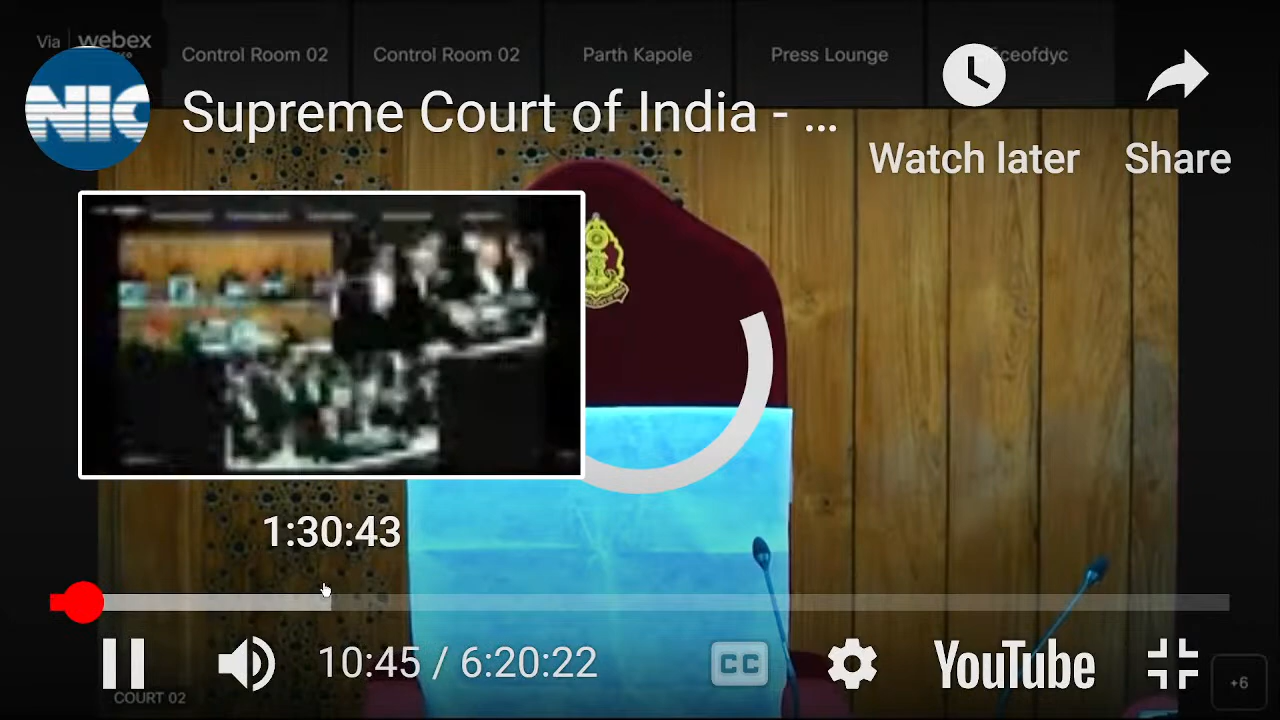 Via webex
Control Room 02
Control Room 02
Parth Kapole
Press Lounge
ceofdyc
NIC
Supreme Court of India - ...
Watch later
Share
1:30:43
10:45 / 6:20:22
CC
YouTube
COURT 02
+6